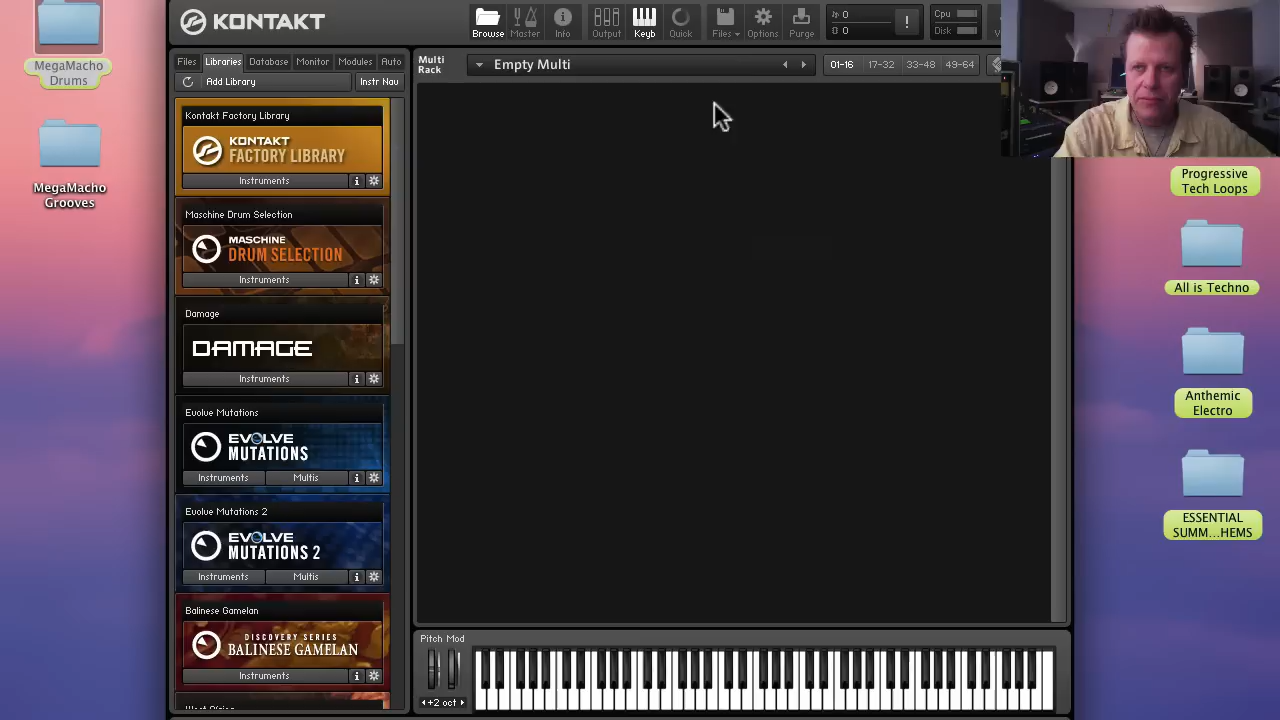 MegaMacho
Drums
MegaMacho
Grooves
KONTAKT
Browse
Master
Info
Output
Keyb
Quick
Files
Options
Purge
0
0
!
Cpu
Disk
Files
Libraries
Database
Monitor
Modules
Auto
Add Library
Instr Nav
Kontakt Factory Library
KONTAKT
FACTORY LIBRARY
Instruments
i
Maschine Drum Selection
MASCHINE
DRUM SELECTION
Instruments
i
Damage
DAMAGE
Instruments
i
Evolve Mutations
EVOLVE
MUTATIONS
Instruments
Multis
i
Evolve Mutations 2
EVOLVE
MUTATIONS 2
Instruments
Multis
i
Balinese Gamelan
DISCOVERY SERIES
BALINESE GAMELAN
Instruments
i
Multi
Rack
Empty Multi
01-16
17-32
33-48
49-64
Pitch Mod
+2 oct
Progressive
Tech Loops
All is Techno
Anthemic
Electro
ESSENTIAL
SUMM...HEMS